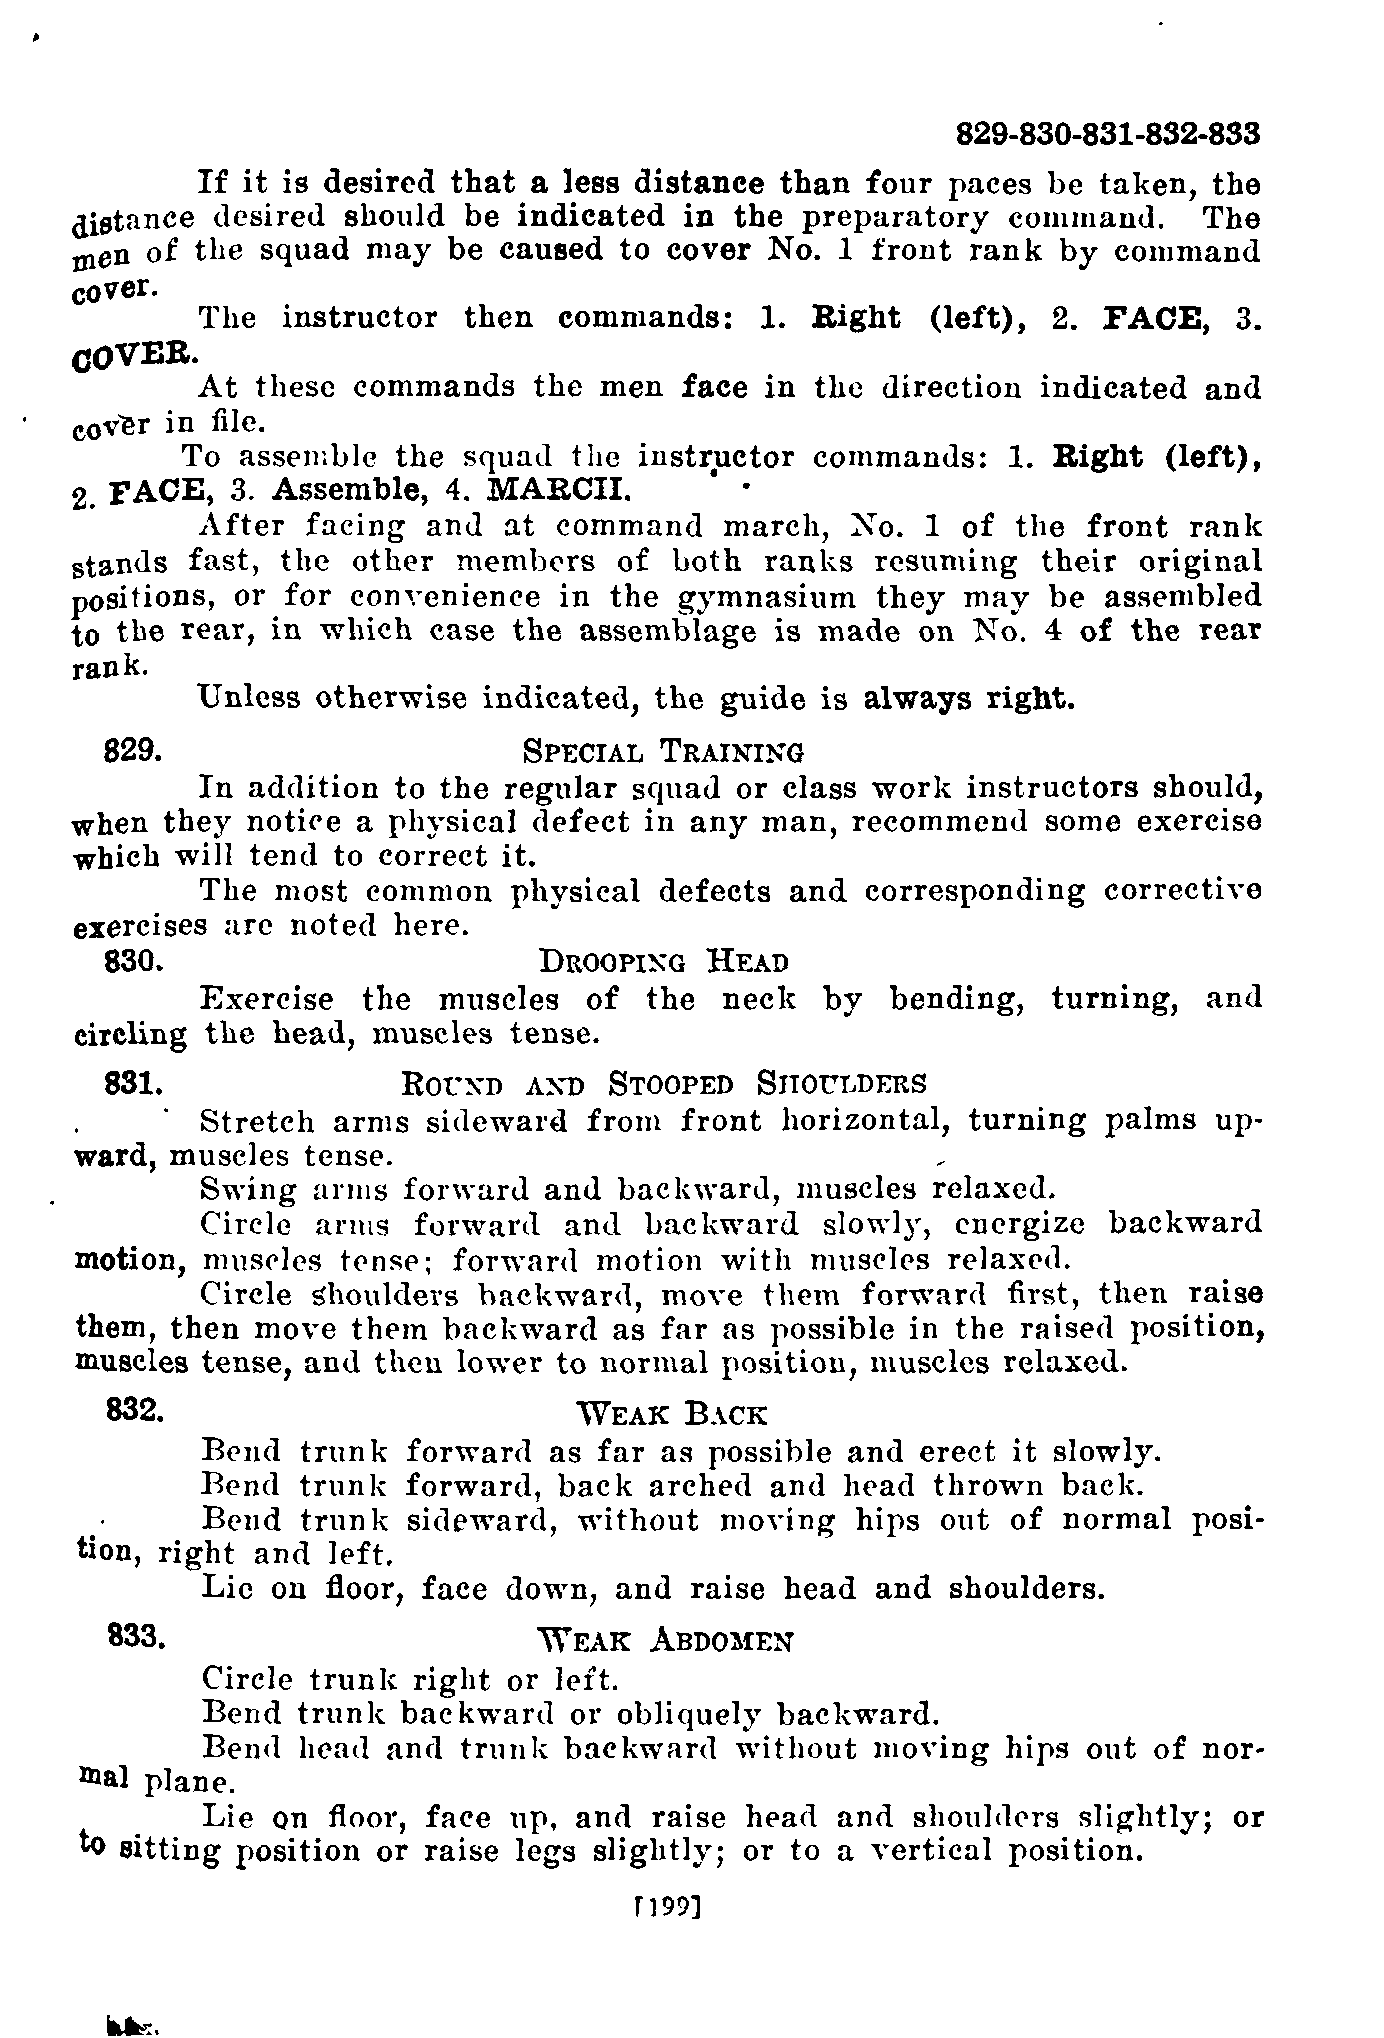 829-830-831-832-833
If it is desired that a less distance than four paces be taken, the
distance desired should be indicated in the preparatory command. The
men of the squad may be caused to cover No. 1 front rank by command
cover.
The instructor then commands: 1. Right (left), 2. FACE, 3.
COVER.
At these commands the men face in the direction indicated and
cover in file.
To assemble the squad the instructor commands: 1. Right (left),
2. FACE, 3. Assemble, 4. MARCH.
After facing and at command march, No. 1 of the front rank
stands fast, the other members of both ranks resuming their original
positions, or for convenience in the gymnasium they may be assembled
to the rear, in which case the assemblage is made on No. 4 of the rear
rank.
Unless otherwise indicated, the guide is always right.
829. SPECIAL TRAINING
In addition to the regular squad or class work instructors should,
when they notice a physical defect in any man, recommend some exercise
which will tend to correct it.
The most common physical defects and corresponding corrective
exercises are noted here.
830. DROOPING HEAD
Exercise the muscles of the neck by bending, turning, and
circling the head, muscles tense.
831. ROUND AND STOOPED SHOULDERS
Stretch arms sideward from front horizontal, turning palms up-
ward, muscles tense.
Swing arms forward and backward, muscles relaxed.
Circle arms forward and backward slowly, energize backward
motion, muscles tense; forward motion with muscles relaxed.
Circle shoulders backward, move them forward first, then raise
them, then move them backward as far as possible in the raised position,
muscles tense, and then lower to normal position, muscles relaxed.
832. WEAK BACK
Bend trunk forward as far as possible and erect it slowly.
Bend trunk forward, back arched and head thrown back.
Bend trunk sideward, without moving hips out of normal posi-
tion, right and left.
Lie on floor, face down, and raise head and shoulders.
833. WEAK ABDOMEN
Circle trunk right or left.
Bend trunk backward or obliquely backward.
Bend head and trunk backward without moving hips out of nor-
mal plane.
Lie on floor, face up, and raise head and shoulders slightly; or
to sitting position or raise legs slightly; or to a vertical position.
[199]